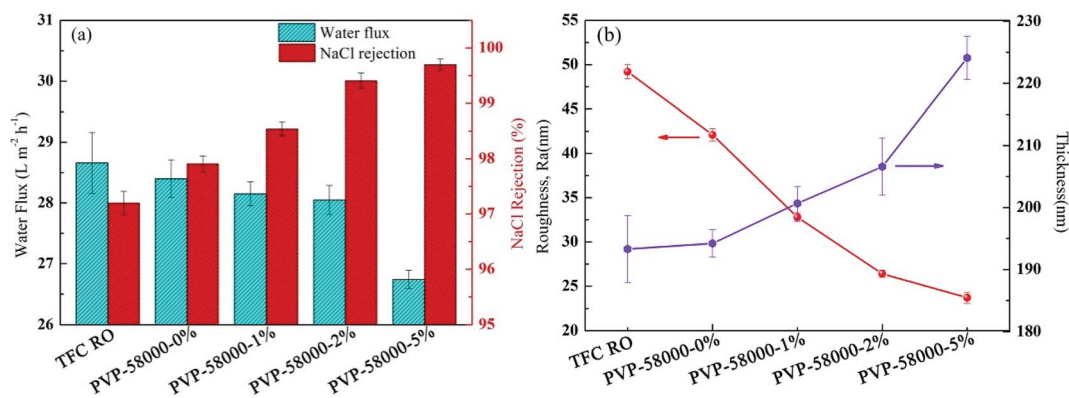 (a)
Water flux
NaCl rejection
Water Flux (L m⁻² h⁻¹)
31
30
29
28
27
26
NaCl Rejection (%)
100
99
98
97
96
95
TFC RO
PVP-58000-0%
PVP-58000-1%
PVP-58000-2%
PVP-58000-5%
(b)
Roughness, Ra(nm)
55
50
45
40
35
30
25
20
Thickness(nm)
230
220
210
200
190
180
TFC RO
PVP-58000-0%
PVP-58000-1%
PVP-58000-2%
PVP-58000-5%